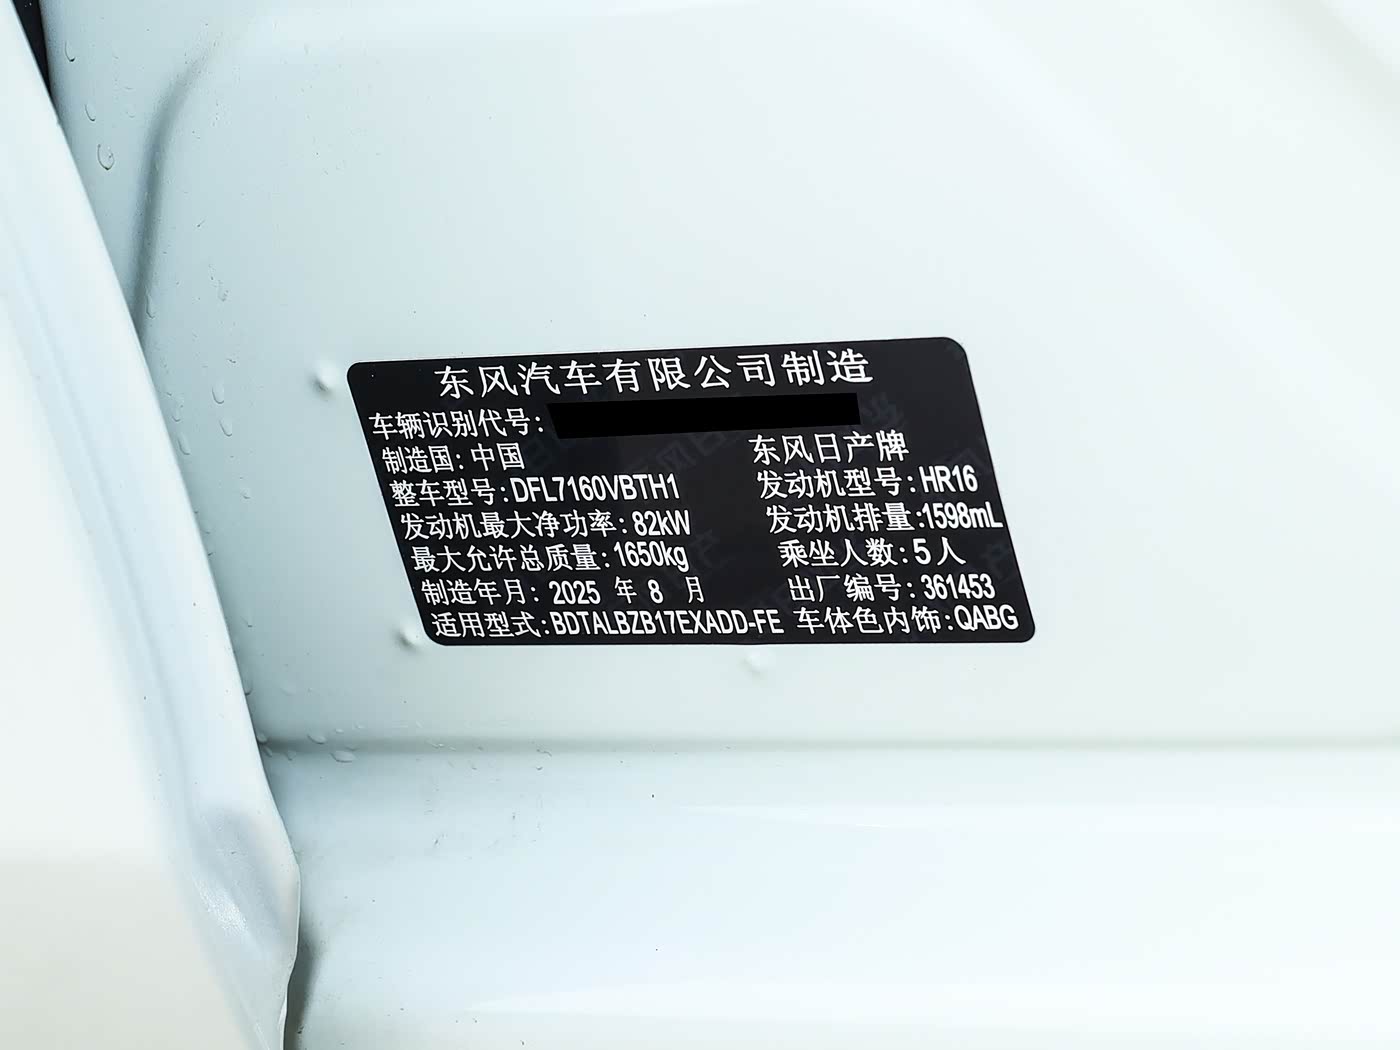 东风汽车有限公司制造
车辆识别代号:
制造国:中国 东风日产牌
整车型号:DFL7160VBTH1 发动机型号:HR16
发动机最大净功率:82kW 发动机排量:1598mL
最大允许总质量:1650kg 乘坐人数:5人
制造年月:2025 年 8 月 出厂编号:361453
适用型式:BDTALBZB17EXADD-FE 车体色内饰:QABG